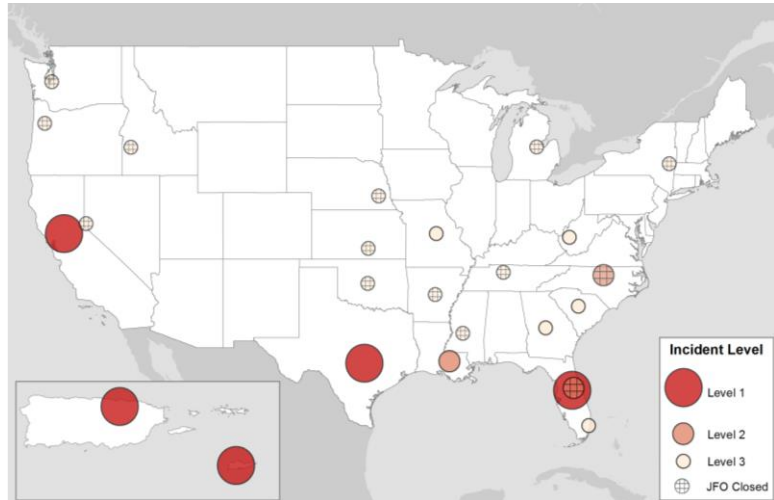 Incident Level
Level 1
Level 2
Level 3
JFO Closed